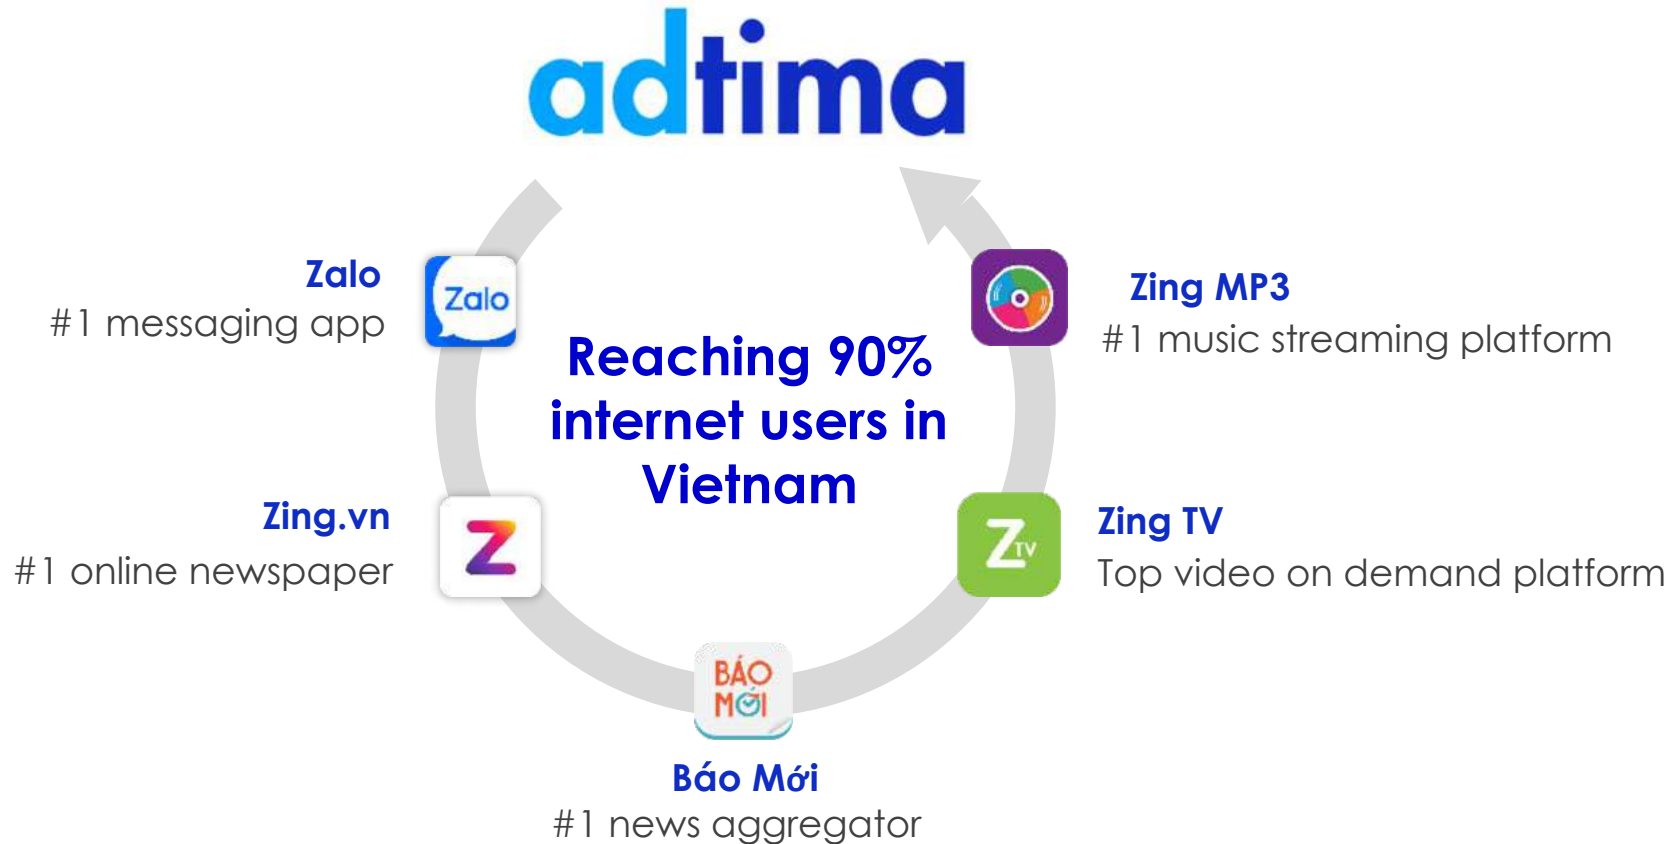 adtima
Zalo
#1 messaging app
Zalo
Zing MP3
#1 music streaming platform
Reaching 90%
internet users in
Vietnam
Zing.vn
#1 online newspaper
Z
Z TV
Zing TV
Top video on demand platform
BÁO
MỚI
Báo Mới
#1 news aggregator